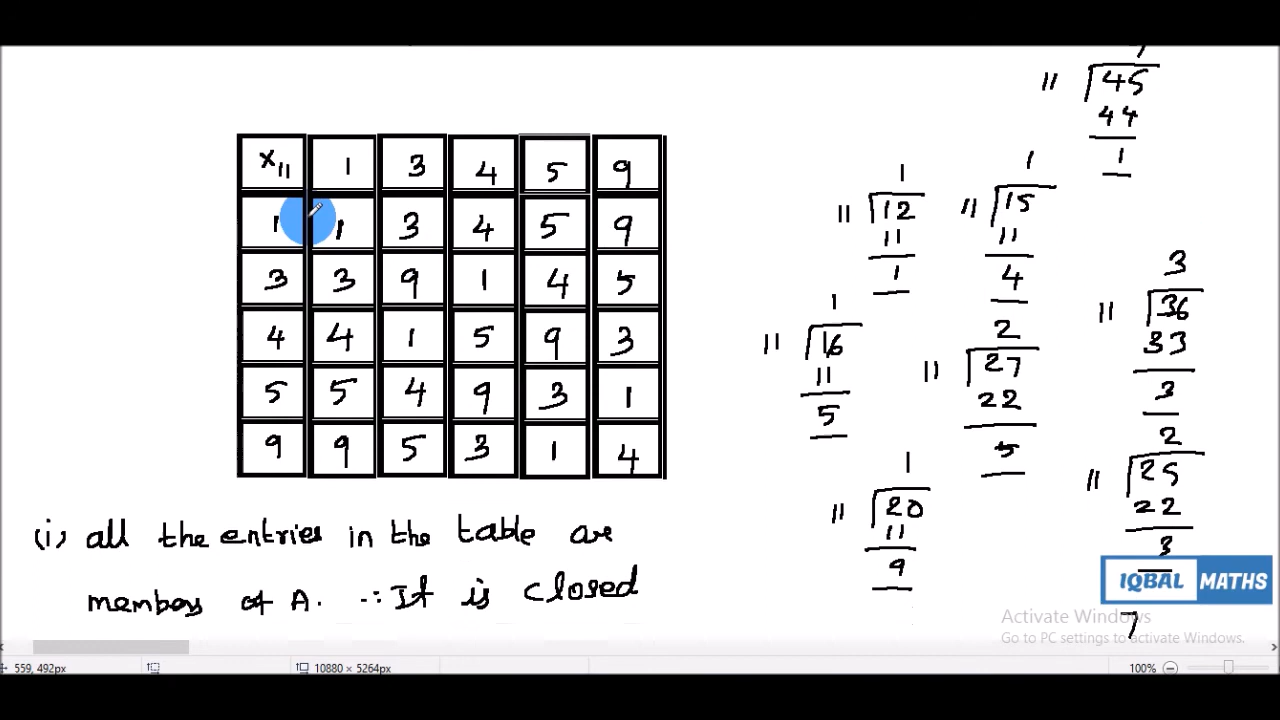 ×₁₁ 1 3 4 5 9
1 1 3 4 5 9
3 3 9 1 4 5
4 4 1 5 9 3
5 5 4 9 3 1
9 9 5 3 1 4
(i) all the entries in the table are
members of A. ∴ It is closed
11 45
44
1
1
11 12
11
1
1
11 15
11
4
1
11 16
11
5
2
11 27
22
5
3
11 36
33
3
1
11 20
11
9
2
11 25
22
3
IQBAL MATHS
7
Activate Windows
Go to PC settings to activate Windows.
559, 492px
10880 × 5264px
100%